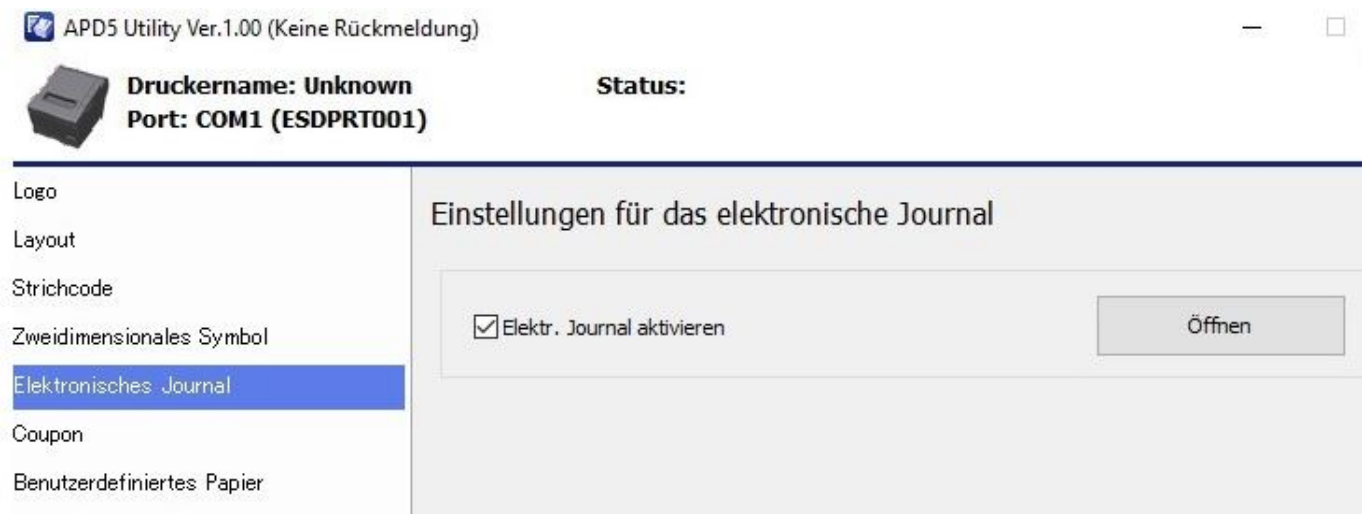 APD5 Utility Ver.1.00 (Keine Rückmeldung)
Druckername: Unknown Status:
Port: COM1 (ESDPRT001)
Logo
Layout
Strichcode
Zweidimensionales Symbol
Elektronisches Journal
Coupon
Benutzerdefiniertes Papier
Einstellungen für das elektronische Journal
Elektr. Journal aktivieren
Öffnen